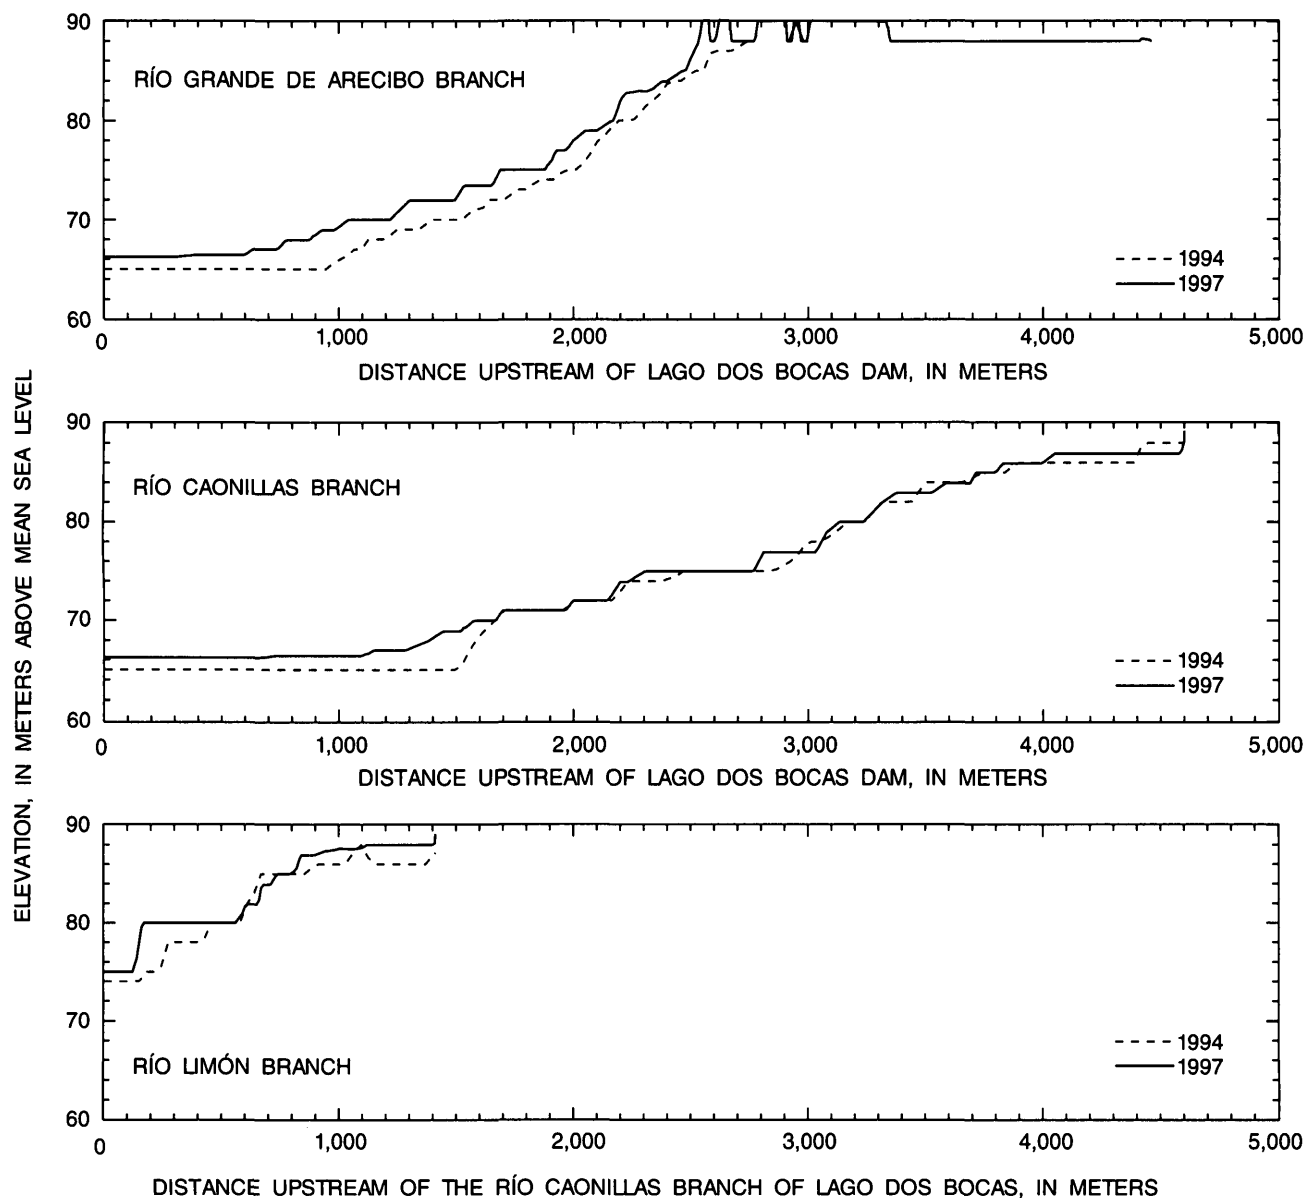 ELEVATION, IN METERS ABOVE MEAN SEA LEVEL
90
80
70
60
RÍO GRANDE DE ARECIBO BRANCH
1994
1997
0 1,000 2,000 3,000 4,000 5,000
DISTANCE UPSTREAM OF LAGO DOS BOCAS DAM, IN METERS
90
80
70
60
RÍO CAONILLAS BRANCH
1994
1997
0 1,000 2,000 3,000 4,000 5,000
DISTANCE UPSTREAM OF LAGO DOS BOCAS DAM, IN METERS
90
80
70
60
RÍO LIMÓN BRANCH
1994
1997
0 1,000 2,000 3,000 4,000 5,000
DISTANCE UPSTREAM OF THE RÍO CAONILLAS BRANCH OF LAGO DOS BOCAS, IN METERS